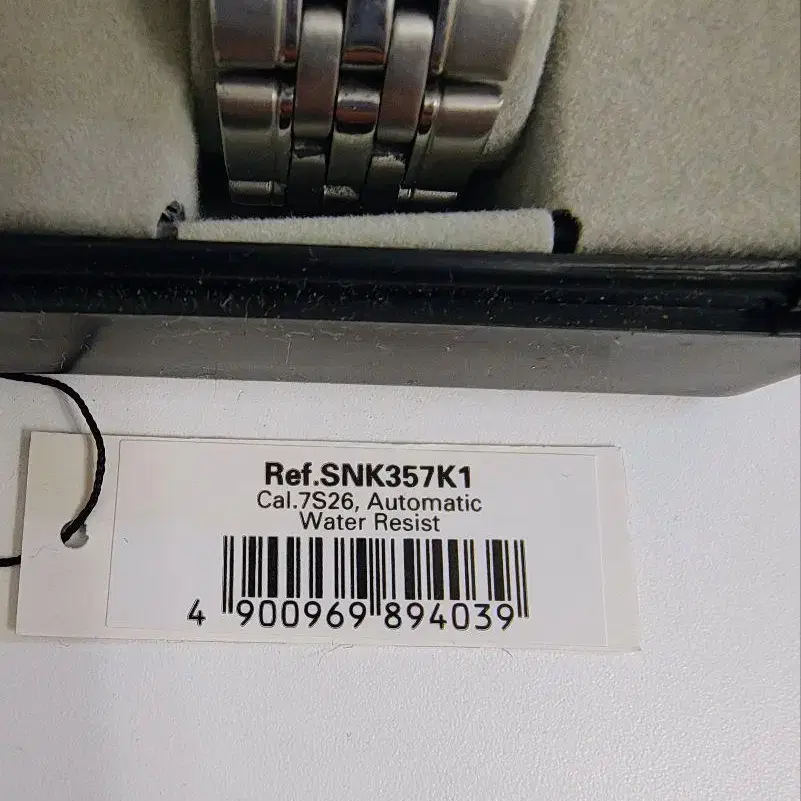 Ref.SNK357K1
Cal.7S26, Automatic
Water Resist
4 900969 894039